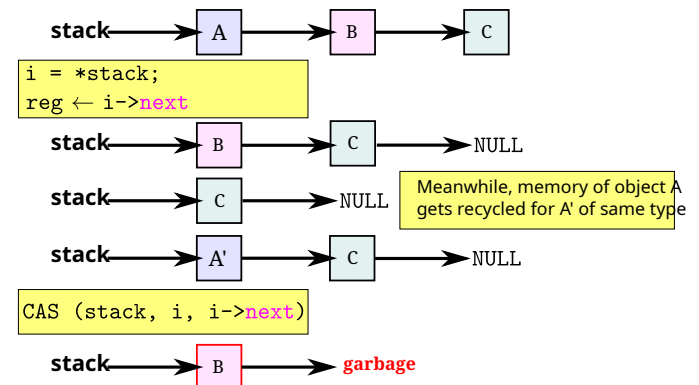 stack A B C
i = *stack;
reg ← i->next
stack B C NULL
stack C NULL
Meanwhile, memory of object A
gets recycled for A' of same type
stack A' C NULL
CAS (stack, i, i->next)
stack B garbage